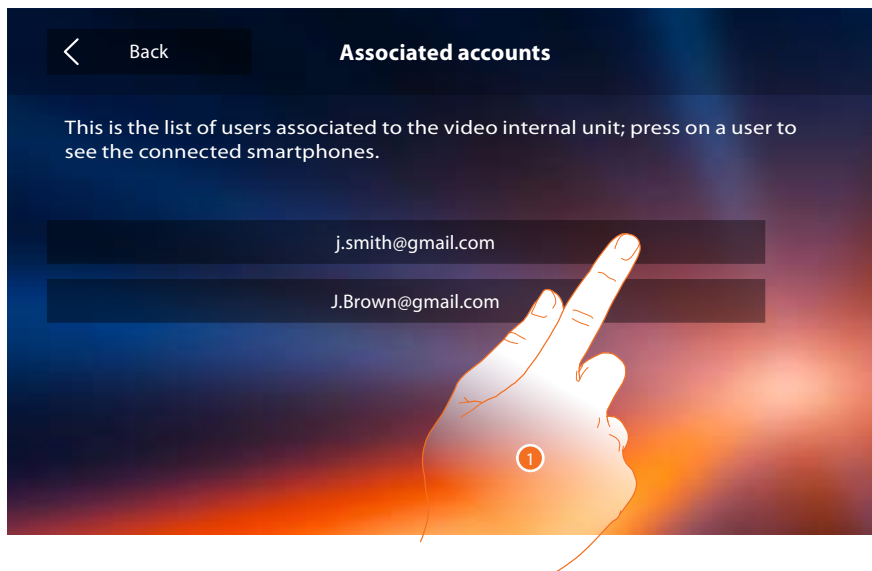 Back
Associated accounts
This is the list of users associated to the video internal unit; press on a user to
see the connected smartphones.
j.smith@gmail.com
J.Brown@gmail.com
1